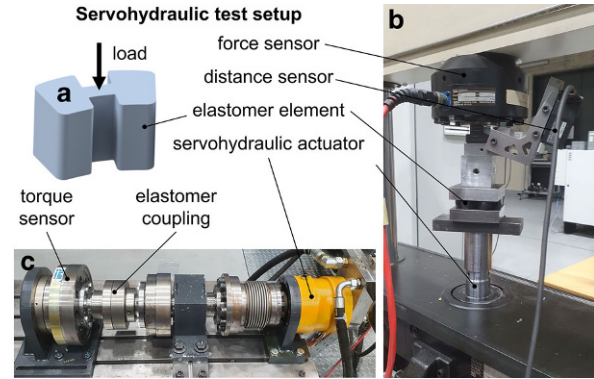 Servohydraulic test setup
load
a
force sensor
distance sensor
elastomer element
servohydraulic actuator
torque
sensor
elastomer
coupling
b
c